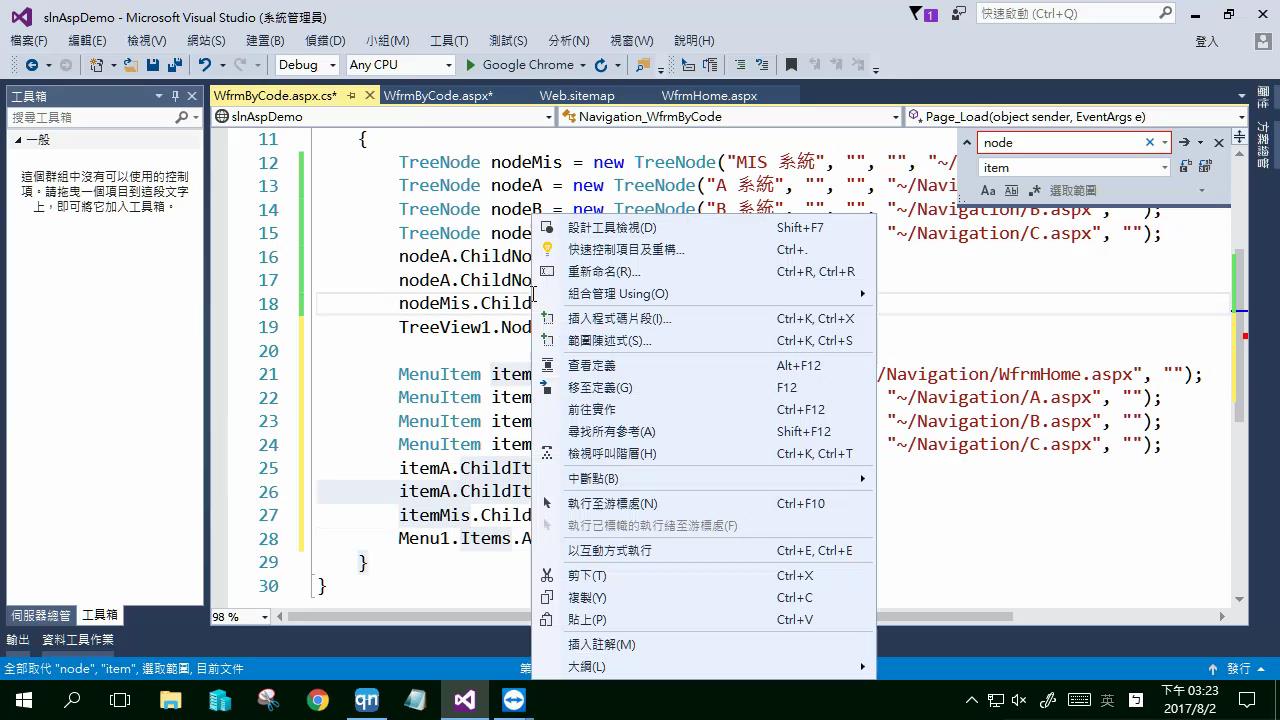 slnAspDemo - Microsoft Visual Studio (系統管理員)
1
快速啟動 (Ctrl+Q)
檔案(F)
編輯(E)
檢視(V)
網站(S)
建置(B)
偵錯(D)
小組(M)
工具(T)
測試(S)
分析(N)
視窗(W)
說明(H)
登入
Debug
Any CPU
Google Chrome
工具箱
WfrmByCode.aspx.cs*
WfrmByCode.aspx*
Web.sitemap
WfrmHome.aspx
搜尋工具箱
slnAspDemo
Navigation_WfrmByCode
Page_Load(object sender, EventArgs e)
一般
這個群組中沒有可以使用的控制
項。請拖曳一個項目到這段文字
上，即可將它加入工具箱。
node
item
選取範圍
11 {
12 TreeNode nodeMis = new TreeNode("MIS 系統", "", "", "~/
13 TreeNode nodeA = new TreeNode("A 系統", "", "", "~/Navig
14 TreeNode nodeB = new TreeNode("B 系統", "", "", "~/Navigation/B.aspx", "");
15 TreeNode node /Navigation/C.aspx", "");
16 nodeA.ChildNo
17 nodeA.ChildNo
18 nodeMis.Child
19 TreeView1.Nod
20
21 MenuItem item /Navigation/WfrmHome.aspx", "");
22 MenuItem item "~/Navigation/A.aspx", "");
23 MenuItem item "~/Navigation/B.aspx", "");
24 MenuItem item "~/Navigation/C.aspx", "");
25 itemA.ChildIt
26 itemA.ChildIt
27 itemMis.Child
28 Menu1.Items.A
29 }
30 }
設計工具檢視(D) Shift+F7
快速控制項目及重構... Ctrl+.
重新命名(R)... Ctrl+R, Ctrl+R
組合管理 Using(O)
插入程式碼片段(I)... Ctrl+K, Ctrl+X
範圍陳述式(S)... Ctrl+K, Ctrl+S
查看定義 Alt+F12
移至定義(G) F12
前往實作 Ctrl+F12
尋找所有參考(A) Shift+F12
檢視呼叫階層(H) Ctrl+K, Ctrl+T
中斷點(B)
執行至游標處(N) Ctrl+F10
執行已標幟的執行緒至游標處(F)
以互動方式執行 Ctrl+E, Ctrl+E
剪下(T) Ctrl+X
複製(Y) Ctrl+C
貼上(P) Ctrl+V
插入註解(M)
大綱(L)
屬性
方案總管
伺服器總管
工具箱
98 %
輸出
資料工具作業
全部取代 "node", "item", 選取範圍, 目前文件
第
發行
qn
英
下午 03:23
2017/8/2